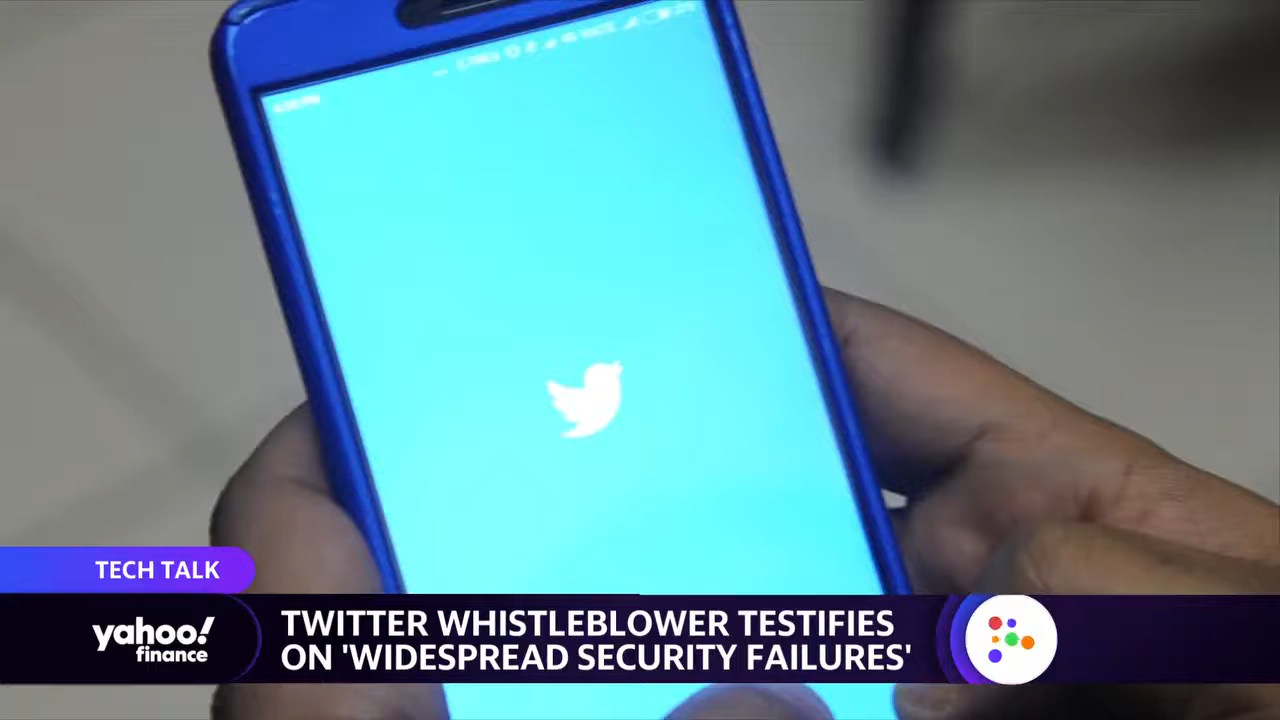 TECH TALK
yahoo!
finance
TWITTER WHISTLEBLOWER TESTIFIES
ON 'WIDESPREAD SECURITY FAILURES'